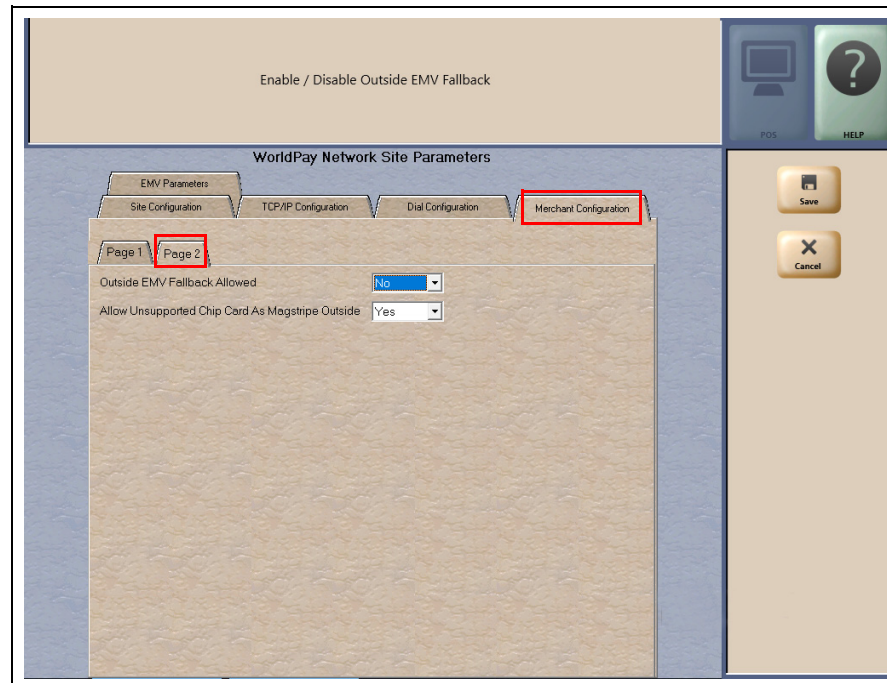 Enable / Disable Outside EMV Fallback
POS
HELP
WorldPay Network Site Parameters
EMV Parameters
Site Configuration TCP/IP Configuration Dial Configuration Merchant Configuration
Page 1 Page 2
Outside EMV Fallback Allowed No
Allow Unsupported Chip Card As Magstripe Outside Yes
Save
Cancel